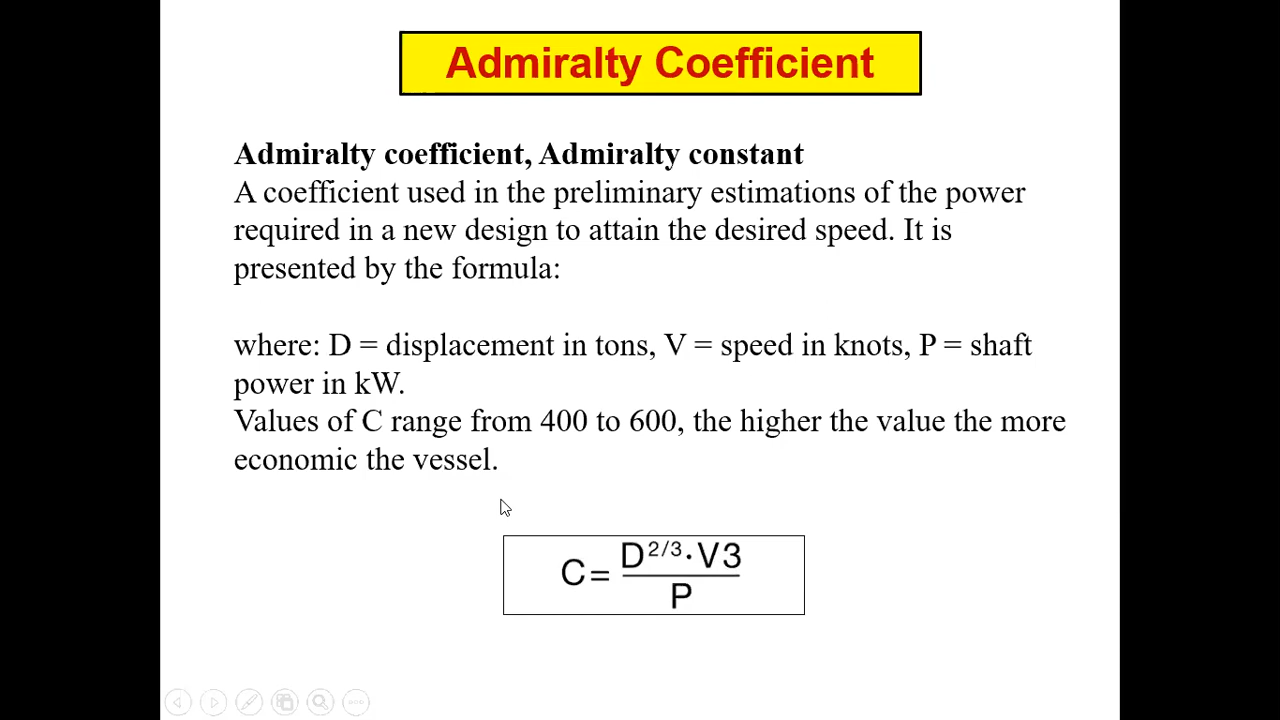 Admiralty Coefficient
Admiralty coefficient, Admiralty constant
A coefficient used in the preliminary estimations of the power
required in a new design to attain the desired speed. It is
presented by the formula:
where: D = displacement in tons, V = speed in knots, P = shaft
power in kW.
Values of C range from 400 to 600, the higher the value the more
economic the vessel.
C= D^2/3·V3
P